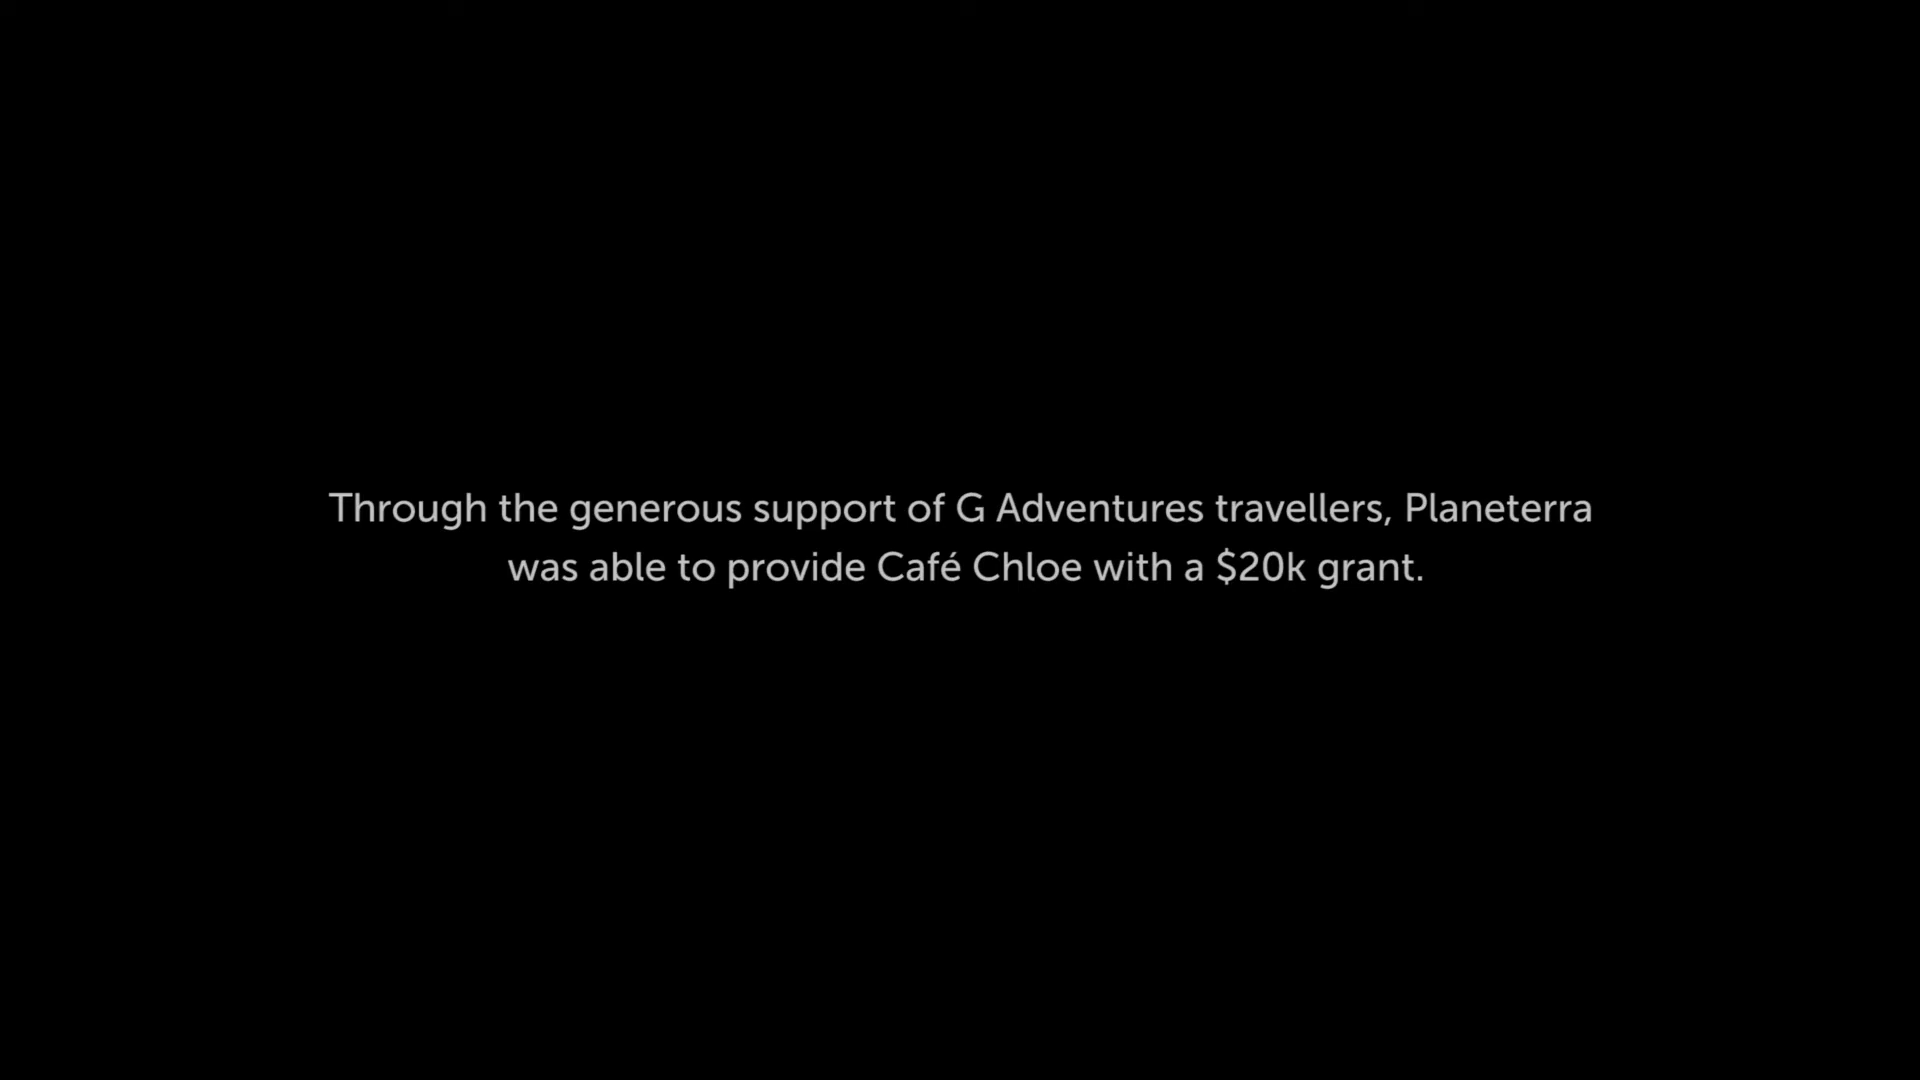 Through the generous support of G Adventures travellers, Planeterra
was able to provide Café Chloe with a $20k grant.